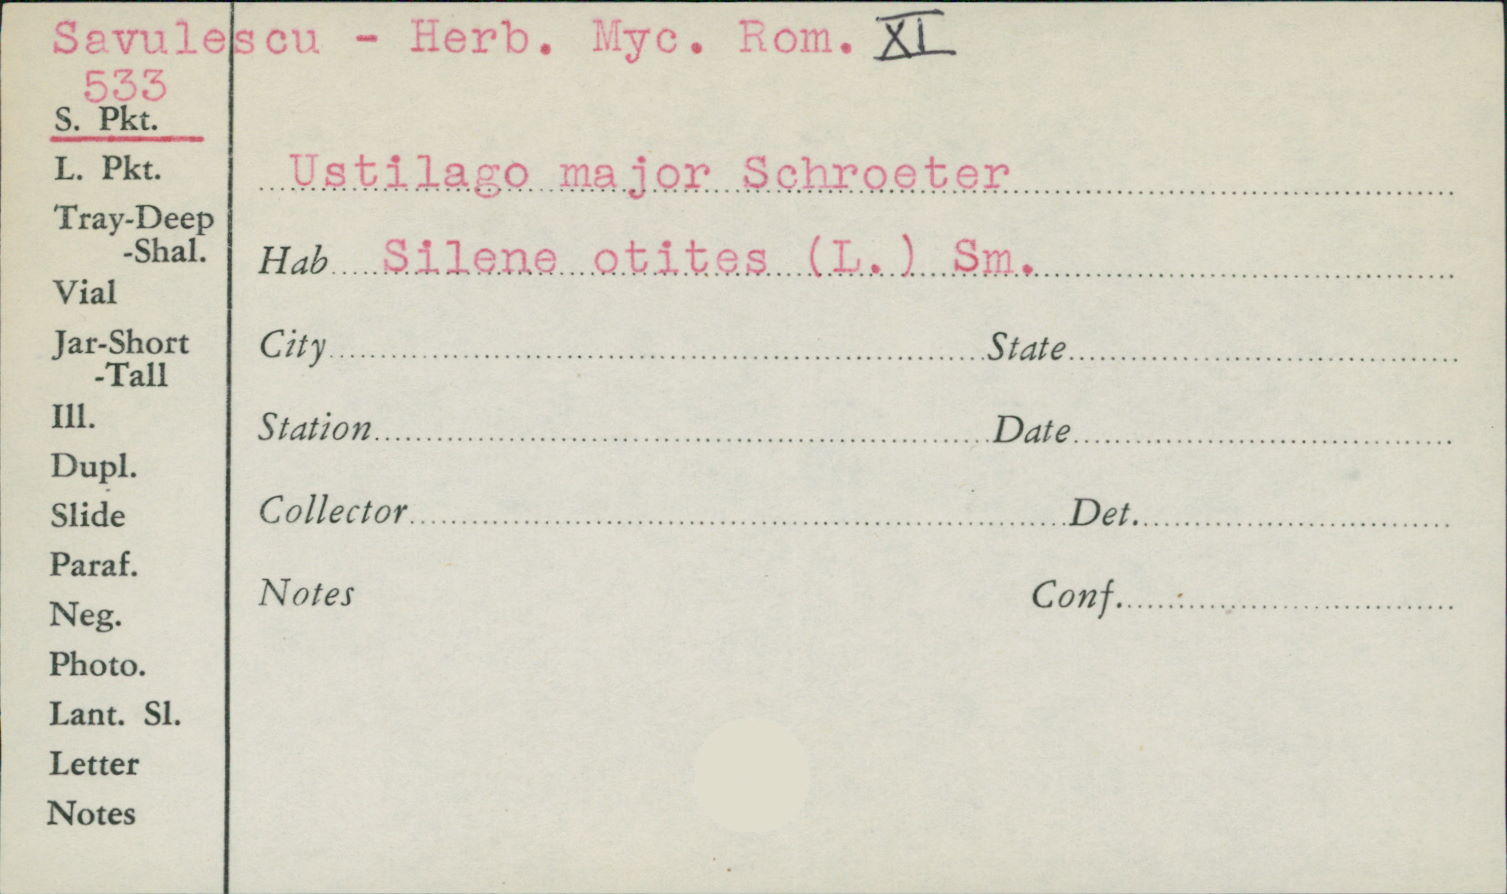 Savulescu - Herb. Myc. Rom. XI
533
S. Pkt.
L. Pkt.
Tray-Deep
-Shal.
Vial
Jar-Short
-Tall
Ill.
Dupl.
Slide
Paraf.
Neg.
Photo.
Lant. Sl.
Letter
Notes
Ustilago major Schroeter
Hab Silene otites (L.) Sm.
City State
Station Date
Collector Det.
Notes Conf.